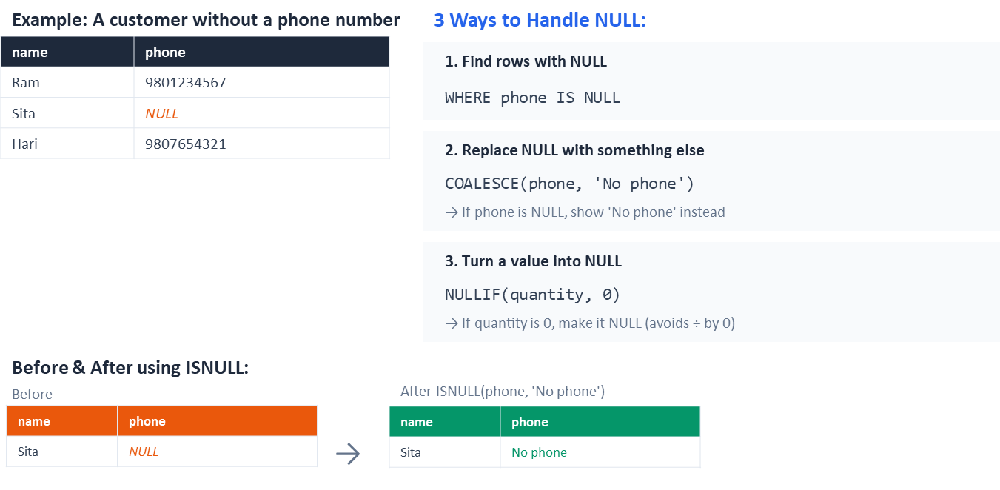 Example: A customer without a phone number
name phone
Ram 9801234567
Sita NULL
Hari 9807654321
3 Ways to Handle NULL:
1. Find rows with NULL
WHERE phone IS NULL
2. Replace NULL with something else
COALESCE(phone, 'No phone')
→ If phone is NULL, show 'No phone' instead
3. Turn a value into NULL
NULLIF(quantity, 0)
→ If quantity is 0, make it NULL (avoids ÷ by 0)
Before & After using ISNULL:
Before
name phone
Sita NULL
→
After ISNULL(phone, 'No phone')
name phone
Sita No phone